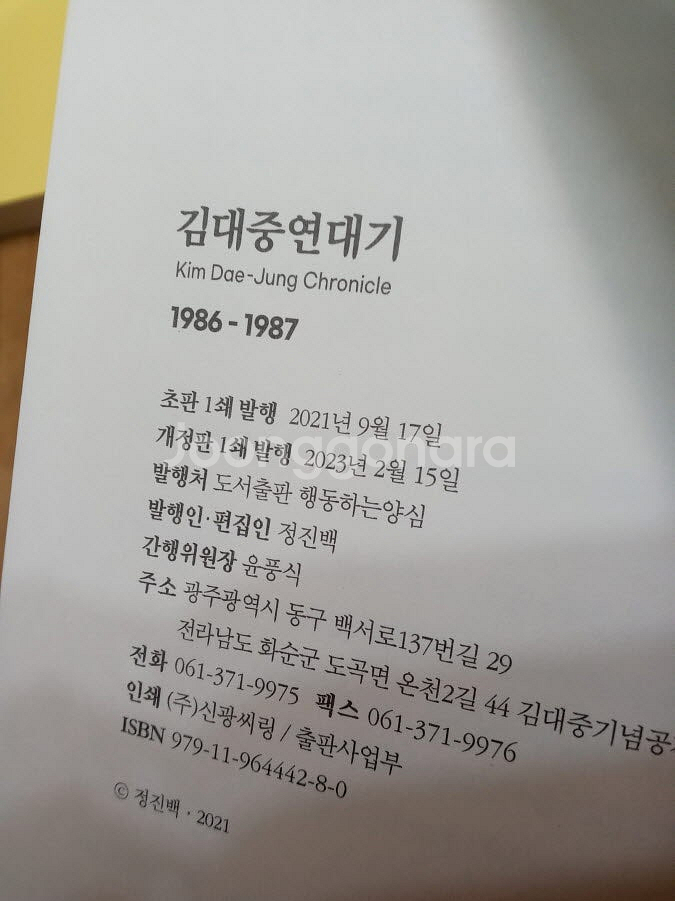 김대중연대기
Kim Dae-Jung Chronicle
1986 - 1987
초판 1쇄 발행 2021년 9월 17일
개정판 1쇄 발행 2023년 2월 15일
Joonggonara
발행처 도서출판 행동하는양심
발행인·편집인 정진백
간행위원장 윤풍식
주소 광주광역시 동구 백서로137번길 29
전라남도 화순군 도곡면 온천2길 44 김대중기념공
전화 061-371-9975 팩스 061-371-9976
인쇄 (주)신광씨링 / 출판사업부
ISBN 979-11-964442-8-0
© 정진백 · 2021